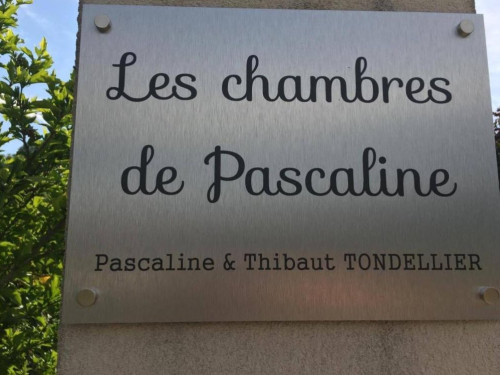 Les chambres
de Pascaline
Pascaline & Thibaut TONDELLIER